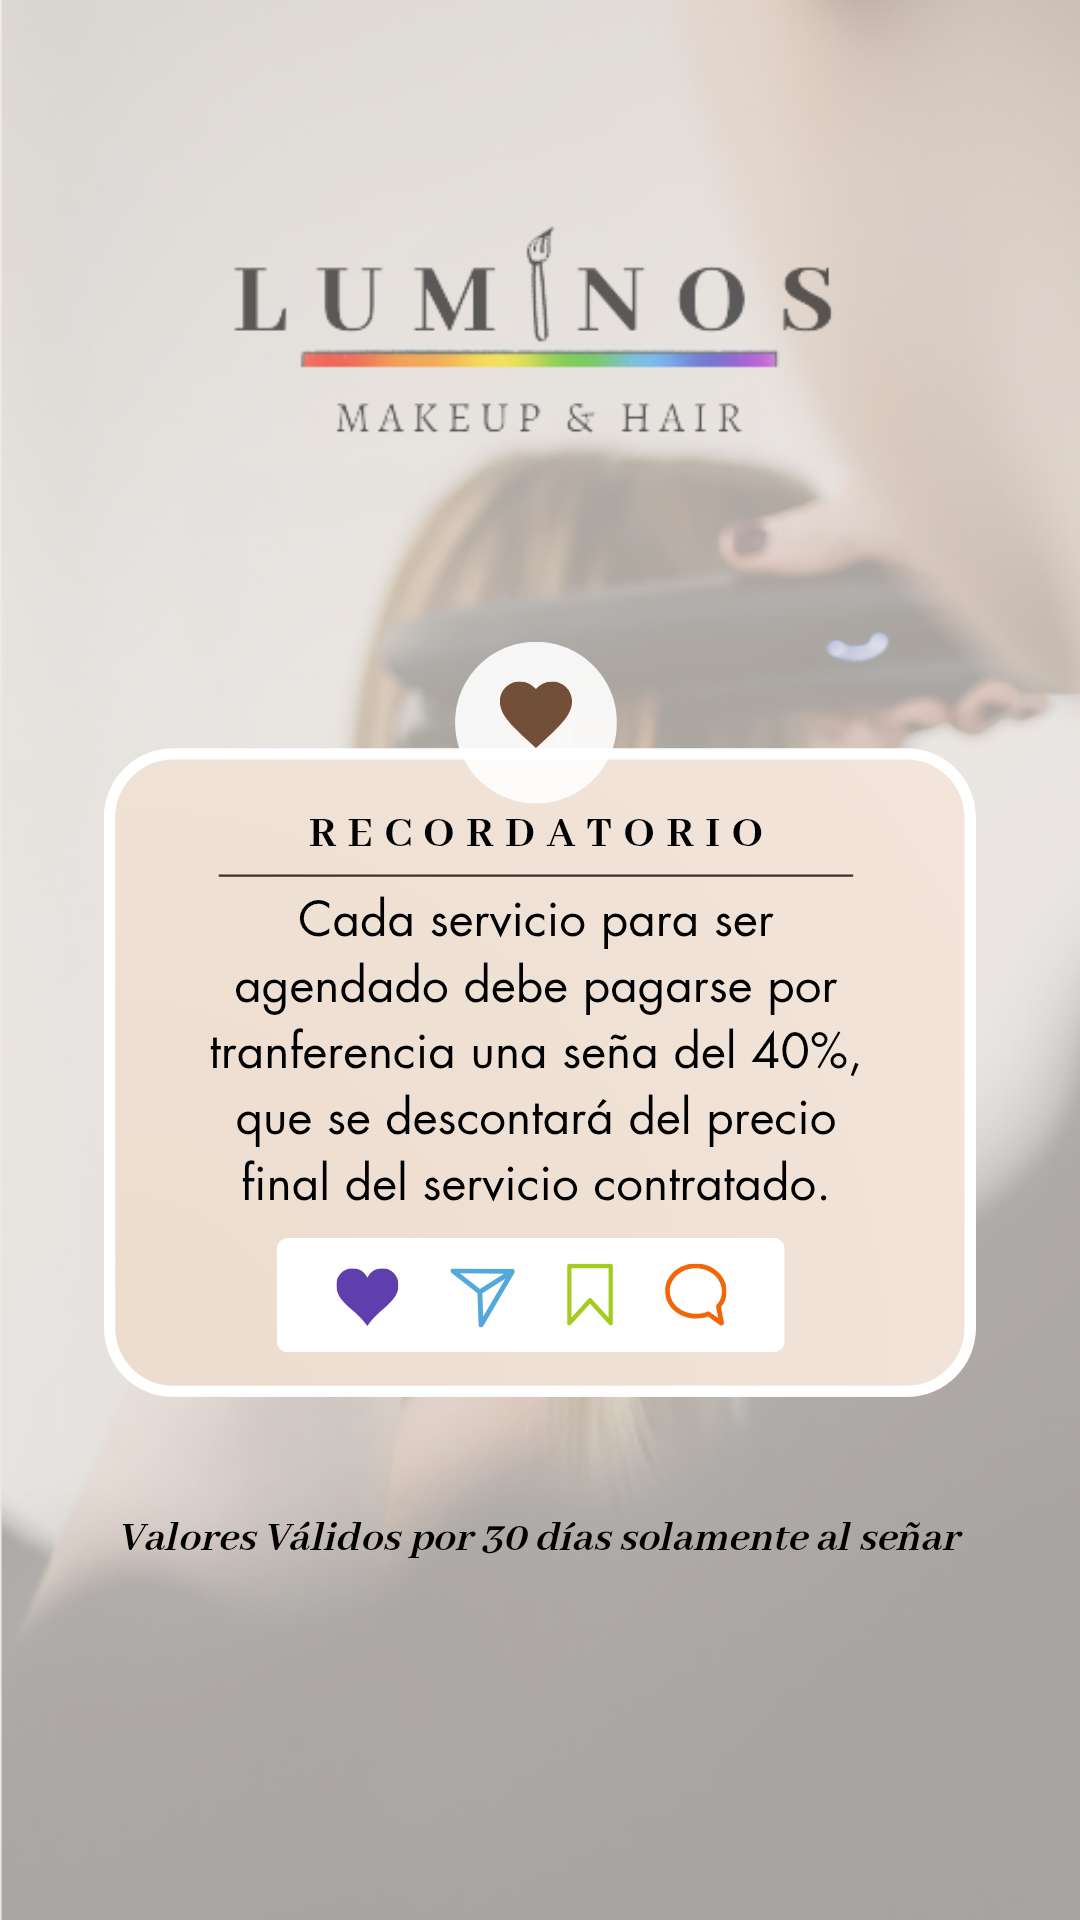 LUMINOS
MAKEUP & HAIR
RECORDATORIO
Cada servicio para ser
agendado debe pagarse por
tranferencia una seña del 40%,
que se descontará del precio
final del servicio contratado.
Valores Válidos por 30 días solamente al señar